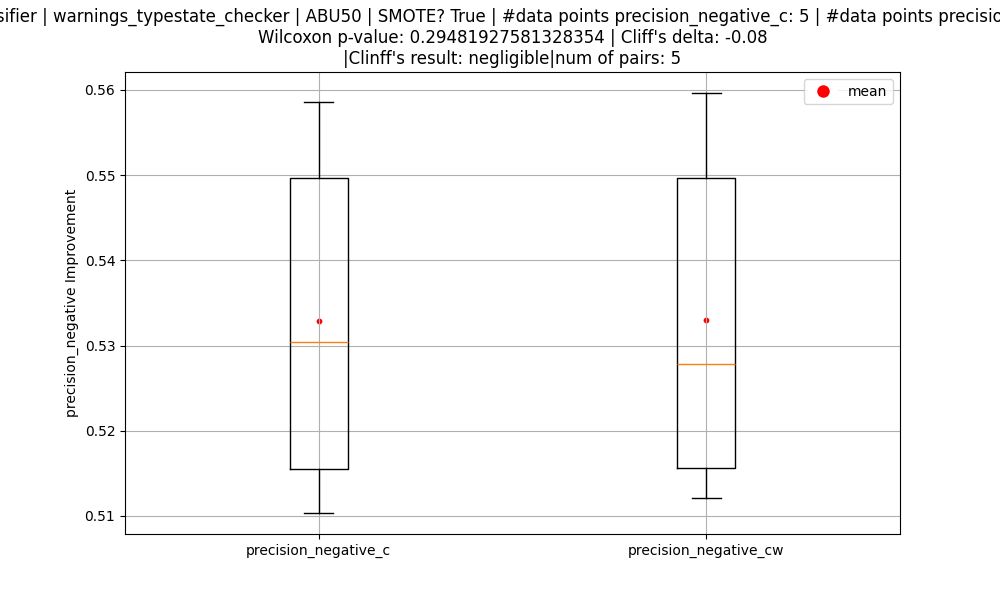 | warnings_typestate_checker | ABU50 | SMOTE? True | #data points precision_negative_c: 5 | #data points
Wilcoxon p-value: 0.29481927581328354 | Cliff's delta: -0.08
|Clinff's result: negligible|num of pairs: 5
mean
0.56
0.55
0.54
0.53
0.52
0.51
precision_negative Improvement
precision_negative_c
precision_negative_cw